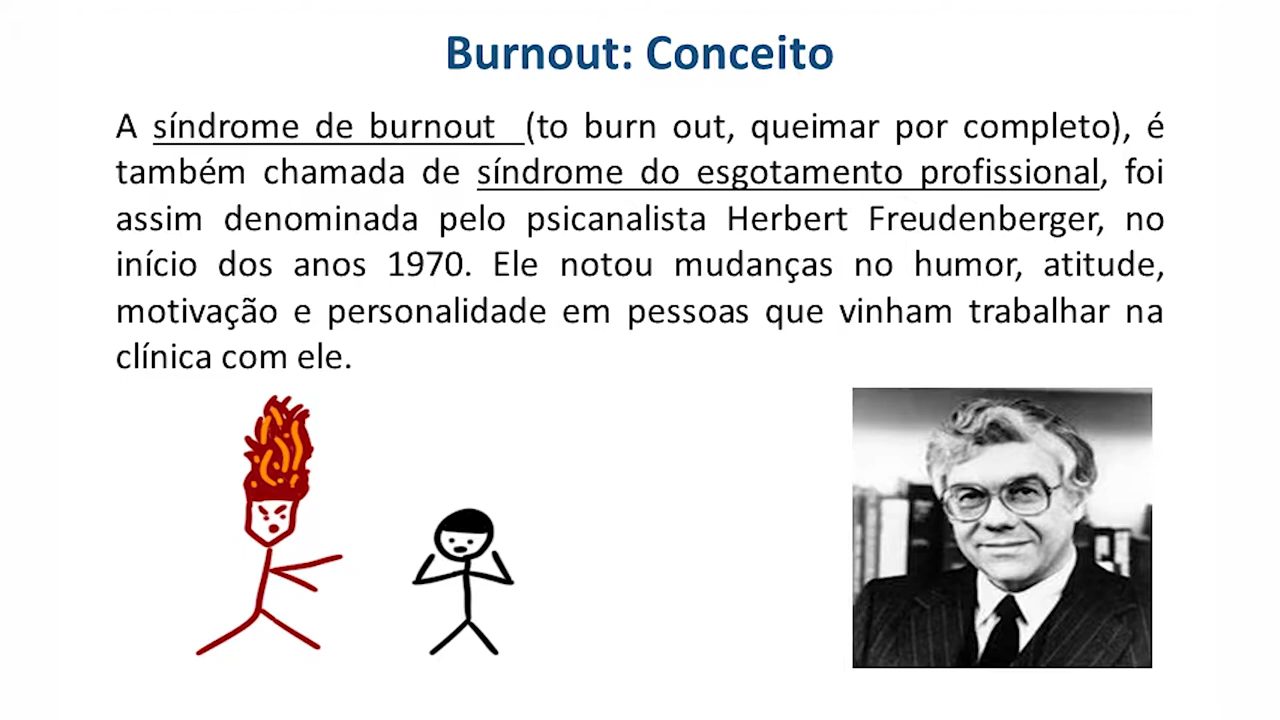 Burnout: Conceito
A síndrome de burnout (to burn out, queimar por completo), é
também chamada de síndrome do esgotamento profissional, foi
assim denominada pelo psicanalista Herbert Freudenberger, no
início dos anos 1970. Ele notou mudanças no humor, atitude,
motivação e personalidade em pessoas que vinham trabalhar na
clínica com ele.